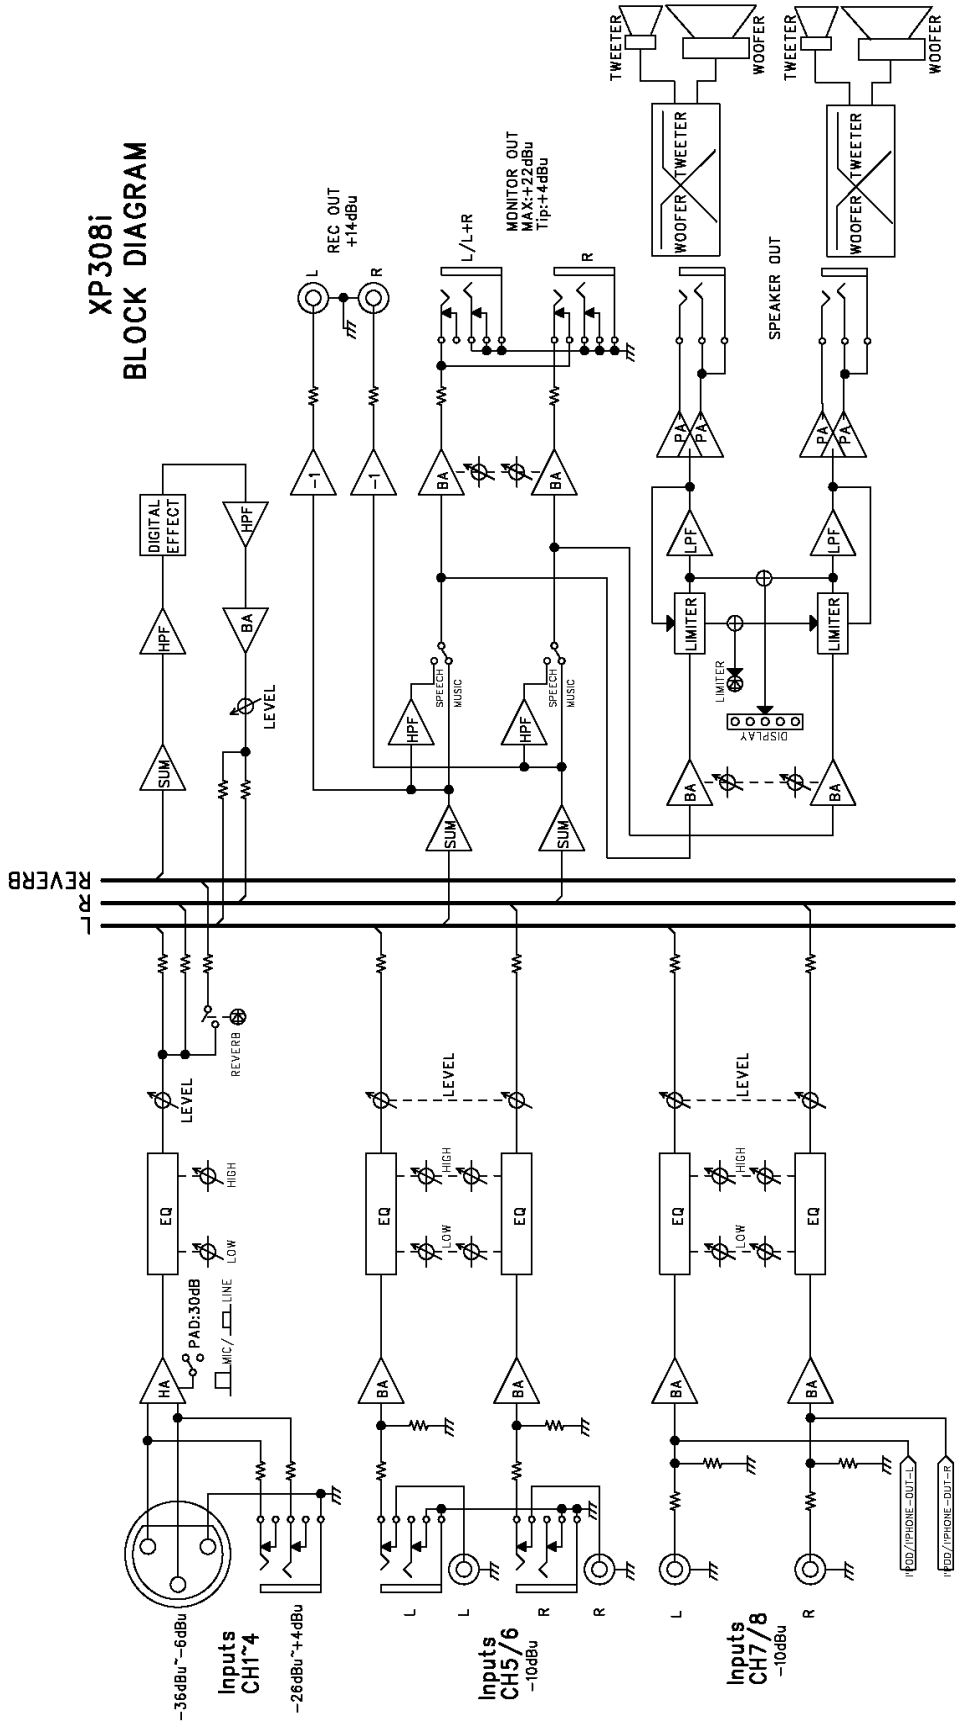 XP308i
BLOCK DIAGRAM
-36dBu~-6dBu
Inputs
CH1~4
-26dBu~+4dBu
HA
PAD:30dB
MIC/
LINE
EQ
LOW
HIGH
LEVEL
REVERB
L
R
REVERB
SUM
HPF
DIGITAL
EFFECT
HPF
BA
LEVEL
-1
-1
L
R
REC OUT
+14dBu
L
L
R
R
Inputs
CH5/6
-10dBu
BA
BA
EQ
EQ
LOW
HIGH
LEVEL
SUM
SUM
HPF
HPF
SPEECH
MUSIC
SPEECH
MUSIC
BA
BA
L/L+R
R
MONITOR OUT
MAX:+22dBu
Tip:+4dBu
L
R
Inputs
CH7/8
-10dBu
I'POD/I'PHONE-OUT-L
I'POD/I'PHONE-OUT-R
BA
BA
EQ
EQ
LOW
HIGH
LEVEL
BA
BA
DISPLAY
LIMITER
LIMITER
LIMITER
LPF
LPF
PA
PA
PA
PA
SPEAKER OUT
WOOFER
TWEETER
WOOFER
TWEETER
TWEETER
WOOFER
TWEETER
WOOFER